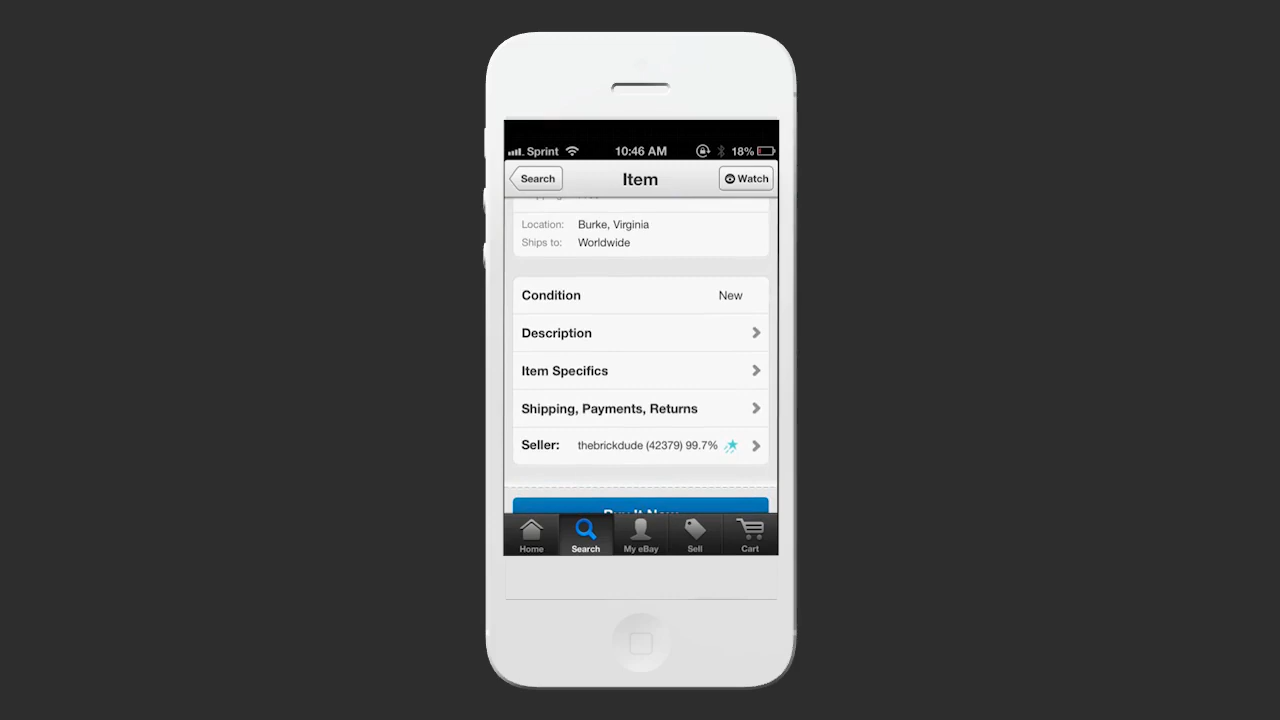 Sprint 10:46 AM 18%
Search Item Watch
Location: Burke, Virginia
Ships to: Worldwide
Condition New
Description
Item Specifics
Shipping, Payments, Returns
Seller: thebrickdude (42379) 99.7%
Buy It Now
Home Search My eBay Sell Cart